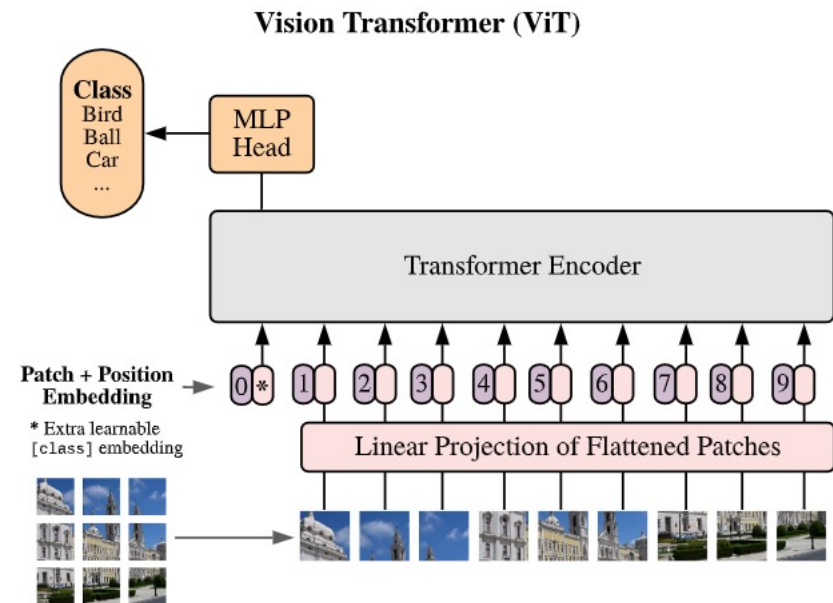 Vision Transformer (ViT)
Class
Bird
Ball
Car
...
MLP
Head
Transformer Encoder
Patch + Position
Embedding
* Extra learnable
[class] embedding
0 * 1 2 3 4 5 6 7 8 9
Linear Projection of Flattened Patches